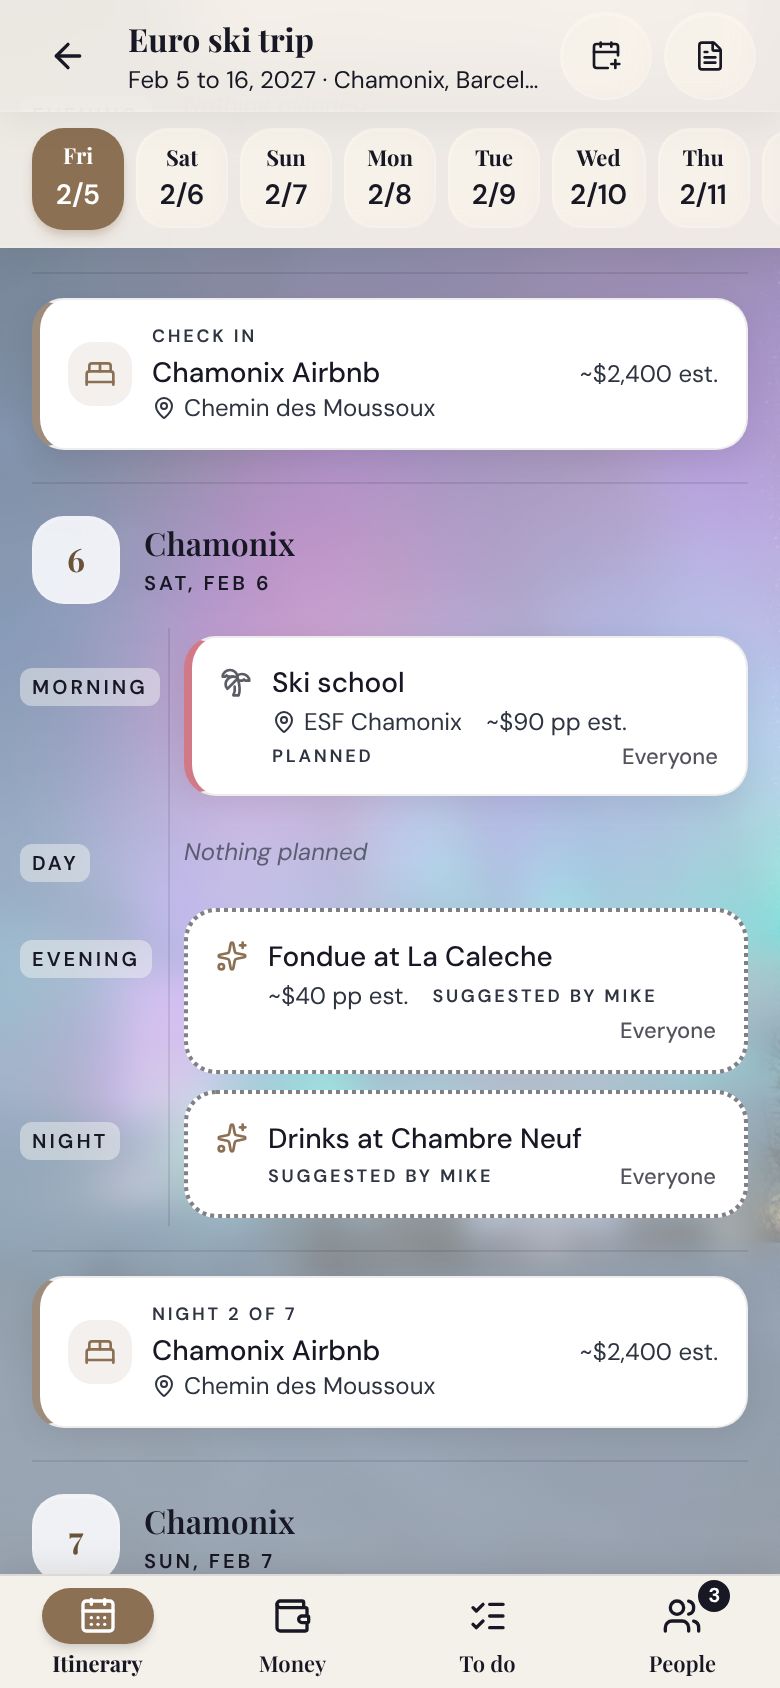 Euro ski trip
Feb 5 to 16, 2027 · Chamonix, Barcel...
Fri
2/5
Sat
2/6
Sun
2/7
Mon
2/8
Tue
2/9
Wed
2/10
Thu
2/11
CHECK IN
Chamonix Airbnb
~$2,400 est.
Chemin des Moussoux
6
Chamonix
SAT, FEB 6
MORNING
Ski school
ESF Chamonix ~$90 pp est.
PLANNED Everyone
DAY
Nothing planned
EVENING
Fondue at La Caleche
~$40 pp est. SUGGESTED BY MIKE
Everyone
NIGHT
Drinks at Chambre Neuf
SUGGESTED BY MIKE Everyone
NIGHT 2 OF 7
Chamonix Airbnb
~$2,400 est.
Chemin des Moussoux
7
Chamonix
SUN, FEB 7
Itinerary
Money
To do
3
People